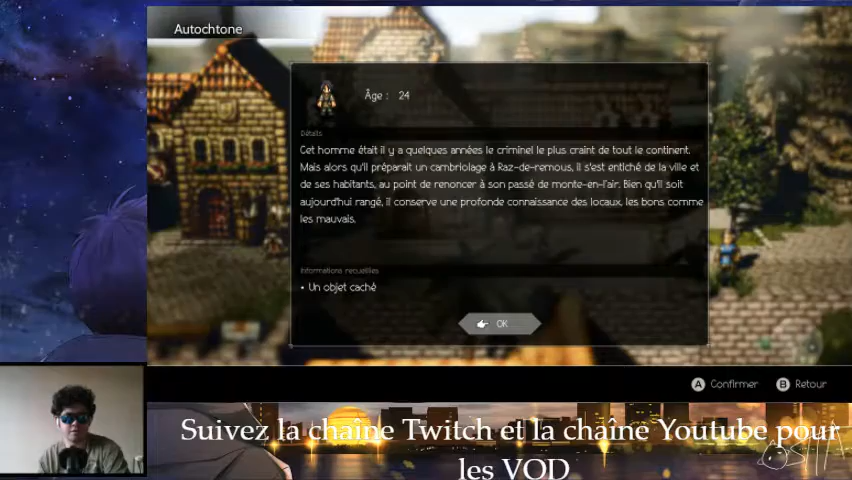 Autochtone
Âge : 24
Détails
Cet homme était il y a quelques années le criminel le plus craint de tout le continent.
Mais alors qu'il préparait un cambriolage à Raz-de-remous, il s'est entiché de la ville et
de ses habitants, au point de renoncer à son passé de monte-en-l'air. Bien qu'il soit
aujourd'hui rangé, il conserve une profonde connaissance des locaux, les bons comme
les mauvais.
Informations recueillies
• Un objet caché
OK
A Confirmer B Retour
Suivez la chaîne Twitch et la chaîne Youtube pour
les VOD